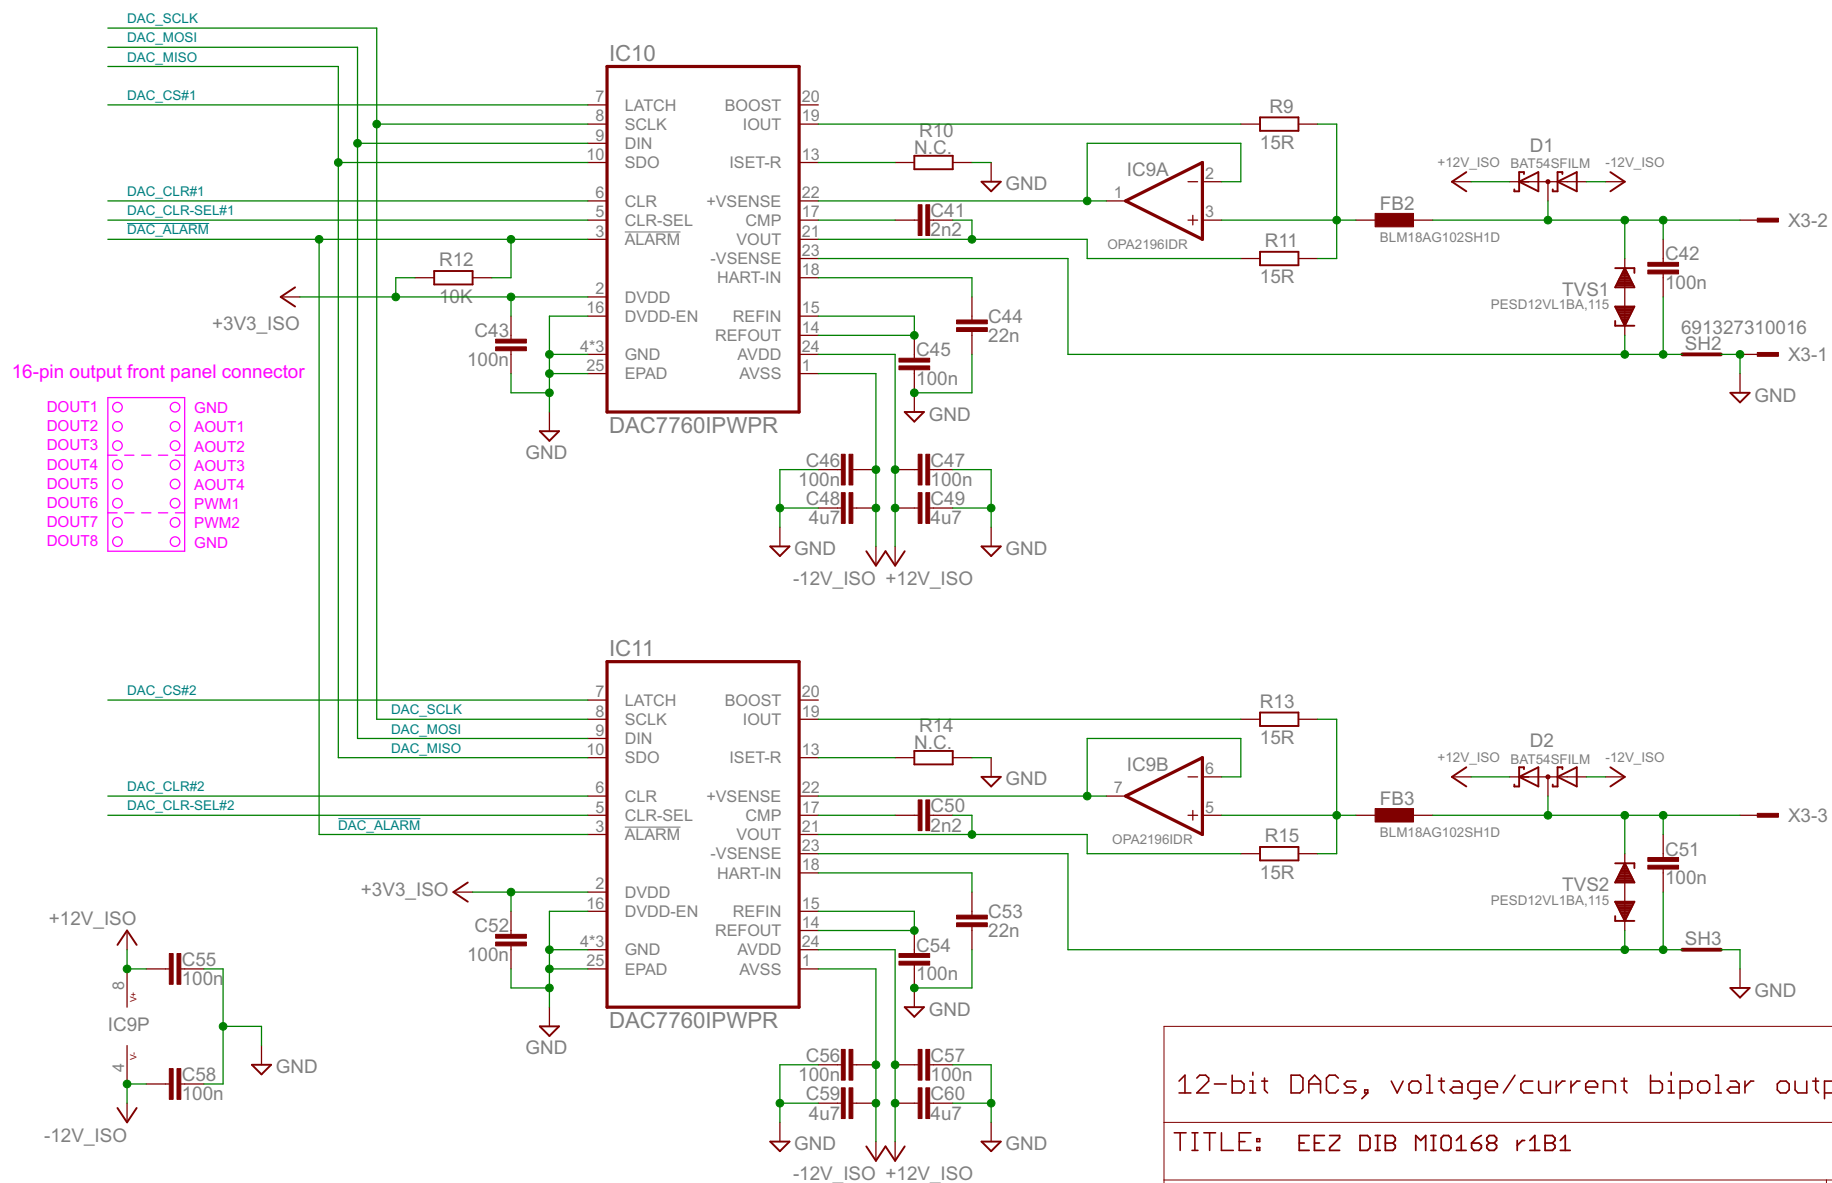 DAC_SCLK
DAC_MOSI
DAC_MISO
DAC_CS#1
DAC_CLR#1
DAC_CLR-SEL#1
DAC_ALARM
R12
10K
+3V3_ISO
C43
100n
GND
IC10
7 LATCH BOOST 20
8 SCLK IOUT 19
9 DIN
10 SDO ISET-R 13
6 CLR +VSENSE 22
5 CLR-SEL CMP 17
3 ALARM VOUT 21
-VSENSE 23
HART-IN 18
2 DVDD
16 DVDD-EN REFIN 15
REFOUT 14
4*3 GND AVDD 24
25 EPAD AVSS 1
DAC7760IPWPR
R10
N.C.
GND
C41
2n2
IC9A
1 2 3
− +
OPA2196IDR
R9
15R
R11
15R
C44
22n
C45
100n
GND
C46
100n
C48
4u7
GND
C47
100n
C49
4u7
GND
-12V_ISO +12V_ISO
FB2
BLM18AG102SH1D
D1
+12V_ISO BAT54SFILM -12V_ISO
TVS1
PESD12VL1BA,115
C42
100n
X3-2
691327310016
SH2
X3-1
GND
16-pin output front panel connector
DOUT1 GND
DOUT2 AOUT1
DOUT3 AOUT2
DOUT4 AOUT3
DOUT5 AOUT4
DOUT6 PWM1
DOUT7 PWM2
DOUT8 GND
DAC_CS#2
DAC_SCLK
DAC_MOSI
DAC_MISO
DAC_CLR#2
DAC_CLR-SEL#2
DAC_ALARM
+3V3_ISO
C52
100n
GND
IC11
7 LATCH BOOST 20
8 SCLK IOUT 19
9 DIN
10 SDO ISET-R 13
6 CLR +VSENSE 22
5 CLR-SEL CMP 17
3 ALARM VOUT 21
-VSENSE 23
HART-IN 18
2 DVDD
16 DVDD-EN REFIN 15
REFOUT 14
4*3 GND AVDD 24
25 EPAD AVSS 1
DAC7760IPWPR
R14
N.C.
GND
C50
2n2
IC9B
7 6 5
− +
OPA2196IDR
R13
15R
R15
15R
C53
22n
C54
100n
GND
C56
100n
C59
4u7
GND
C57
100n
C60
4u7
GND
-12V_ISO +12V_ISO
FB3
BLM18AG102SH1D
D2
+12V_ISO BAT54SFILM -12V_ISO
TVS2
PESD12VL1BA,115
C51
100n
X3-3
SH3
GND
+12V_ISO
C55
100n
8 V+
IC9P
4 V-
C58
100n
GND
-12V_ISO
12-bit DACs, voltage/current bipolar outp
TITLE: EEZ DIB MIO168 r1B1